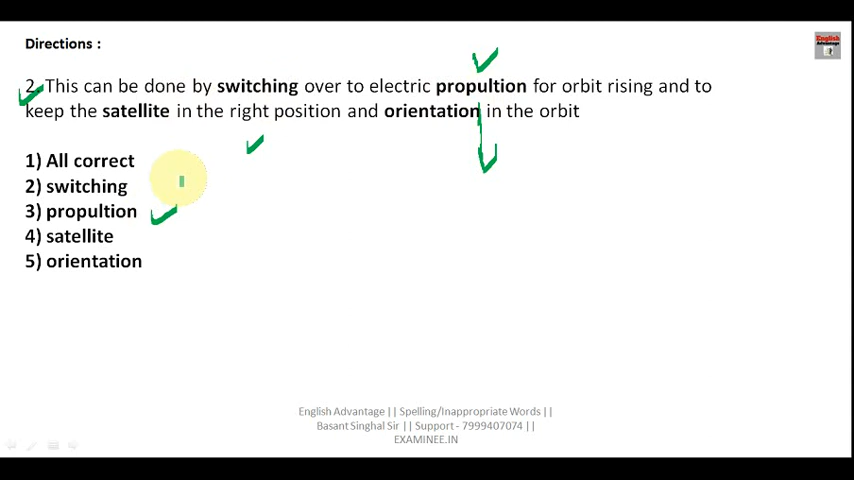 English
Advantage
Directions :
2. This can be done by switching over to electric propultion for orbit rising and to
keep the satellite in the right position and orientation in the orbit
1) All correct
2) switching
3) propultion
4) satellite
5) orientation
English Advantage || Spelling/Inappropriate Words ||
Basant Singhal Sir || Support - 7999407074 ||
EXAMINEE.IN